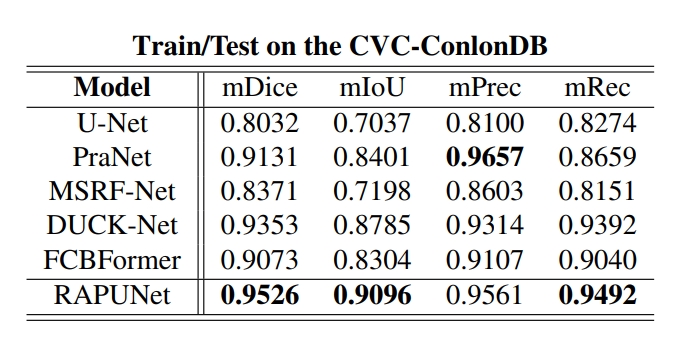 Train/Test on the CVC-ConlonDB
Model mDice mIoU mPrec mRec
U-Net 0.8032 0.7037 0.8100 0.8274
PraNet 0.9131 0.8401 0.9657 0.8659
MSRF-Net 0.8371 0.7198 0.8603 0.8151
DUCK-Net 0.9353 0.8785 0.9314 0.9392
FCBFormer 0.9073 0.8304 0.9107 0.9040
RAPUNet 0.9526 0.9096 0.9561 0.9492